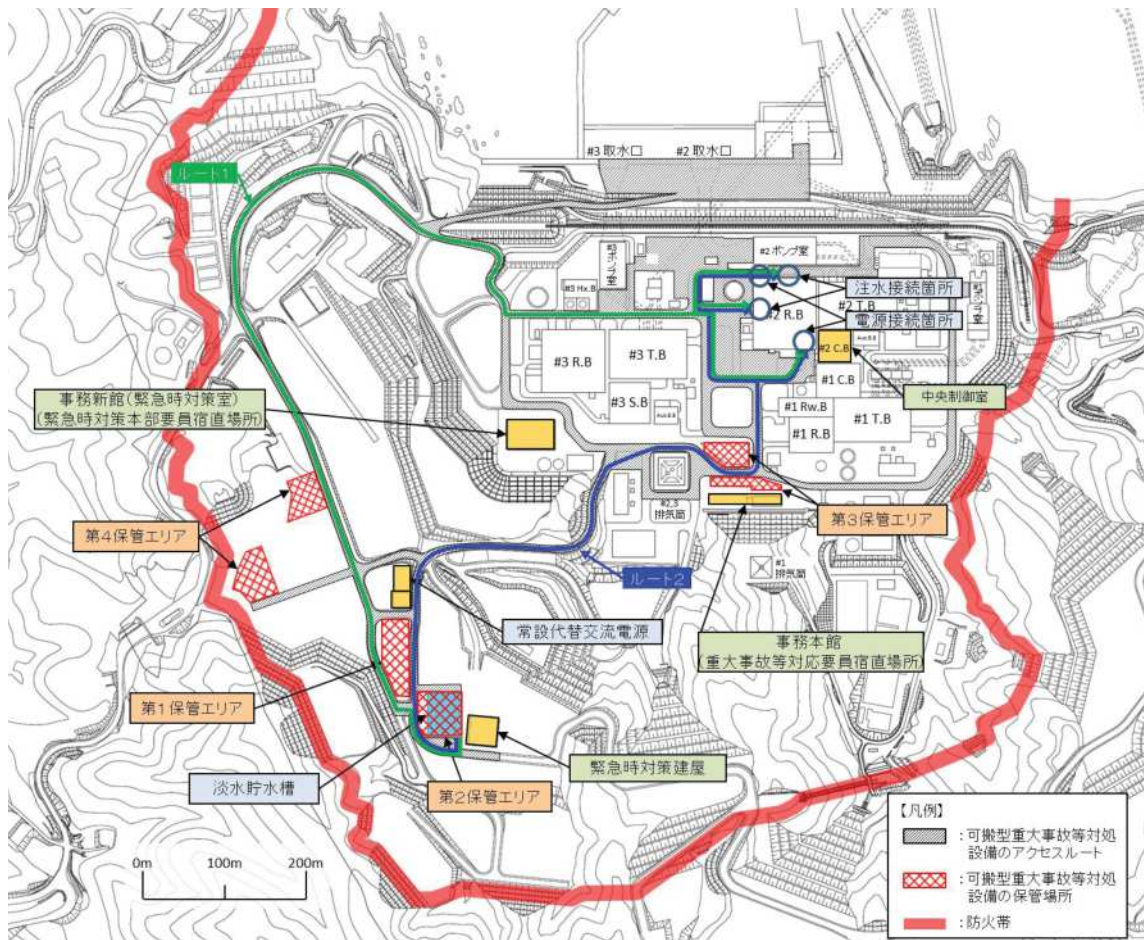 #3 取水口
#2 取水口
ルート1
#3 ポンプ室
#2 ポンプ室
#3 Hx.B
注水接続箇所
#2 R.B
#2 T.B
電源接続箇所
#3 R.B
#3 T.B
#2 C.B
#1 C.B
中央制御室
#3 S.B
#1 Rw.B
#1 T.B
#1 R.B
事務新館(緊急時対策室)
(緊急時対策本部要員宿直場所)
#2,3
排気筒
第3保管エリア
第4保管エリア
ルート2
#1
排気筒
常設代替交流電源
事務本館
(重大事故等対応要員宿直場所)
第1保管エリア
緊急時対策建屋
淡水貯水槽
第2保管エリア
0m
100m
200m
【凡例】
:可搬型重大事故等対処
設備のアクセスルート
:可搬型重大事故等対処
設備の保管場所
:防火帯